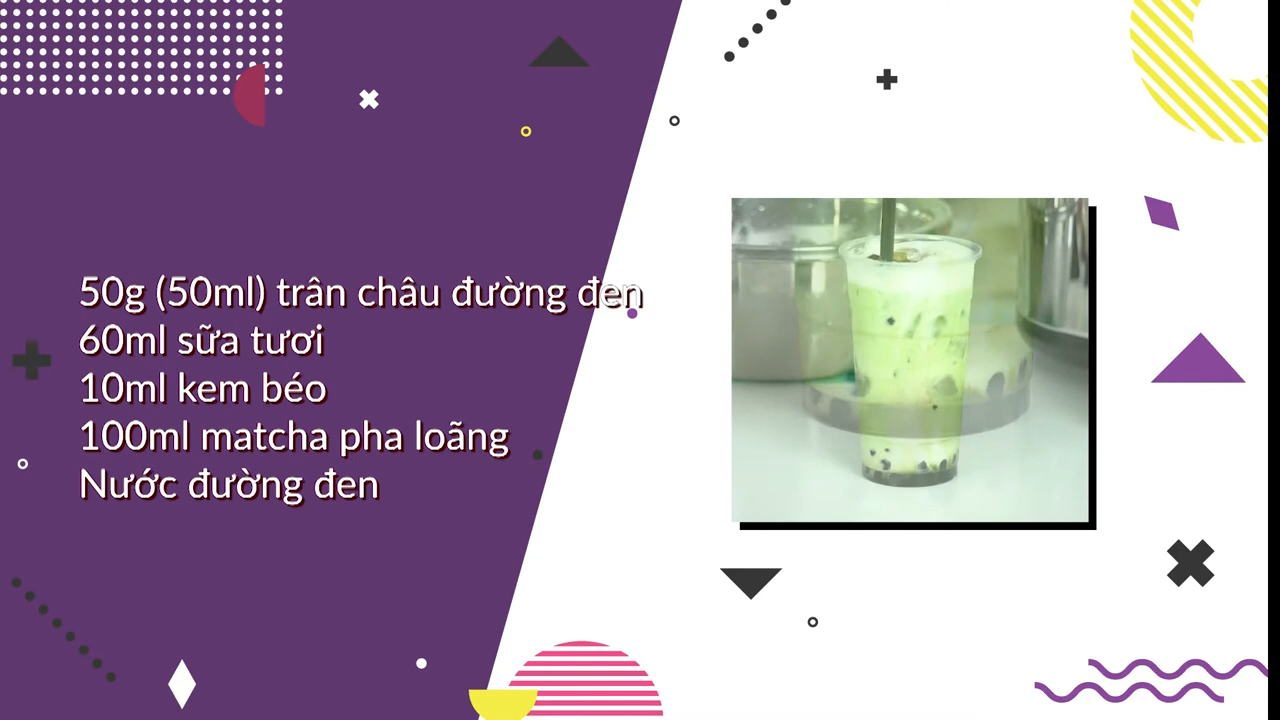 50g (50ml) trân châu đường đen
60ml sữa tươi
10ml kem béo
100ml matcha pha loãng
Nước đường đen